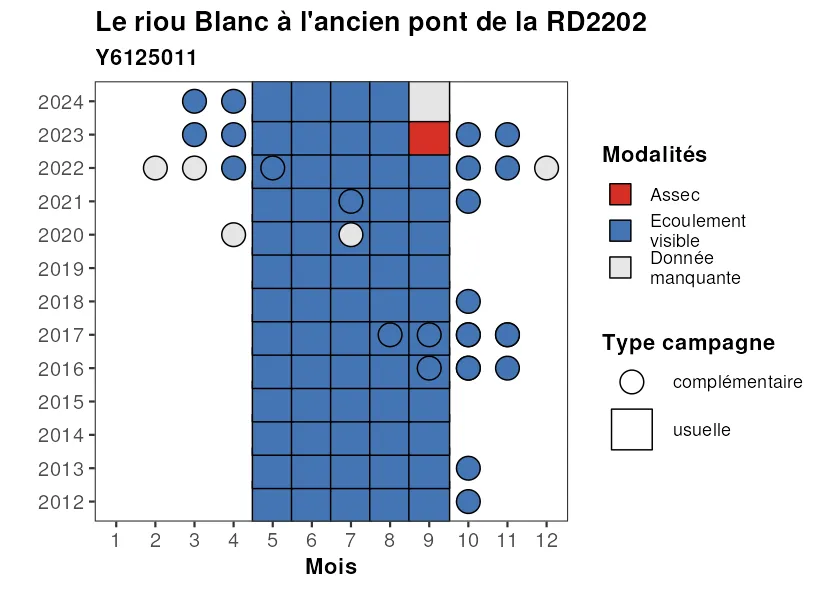 Le riou Blanc à l'ancien pont de la RD2202
Y6125011
2024
2023
2022
2021
2020
2019
2018
2017
2016
2015
2014
2013
2012
1 2 3 4 5 6 7 8 9 10 11 12
Mois
Modalités
Assec
Ecoulement
visible
Donnée
manquante
Type campagne
complémentaire
usuelle